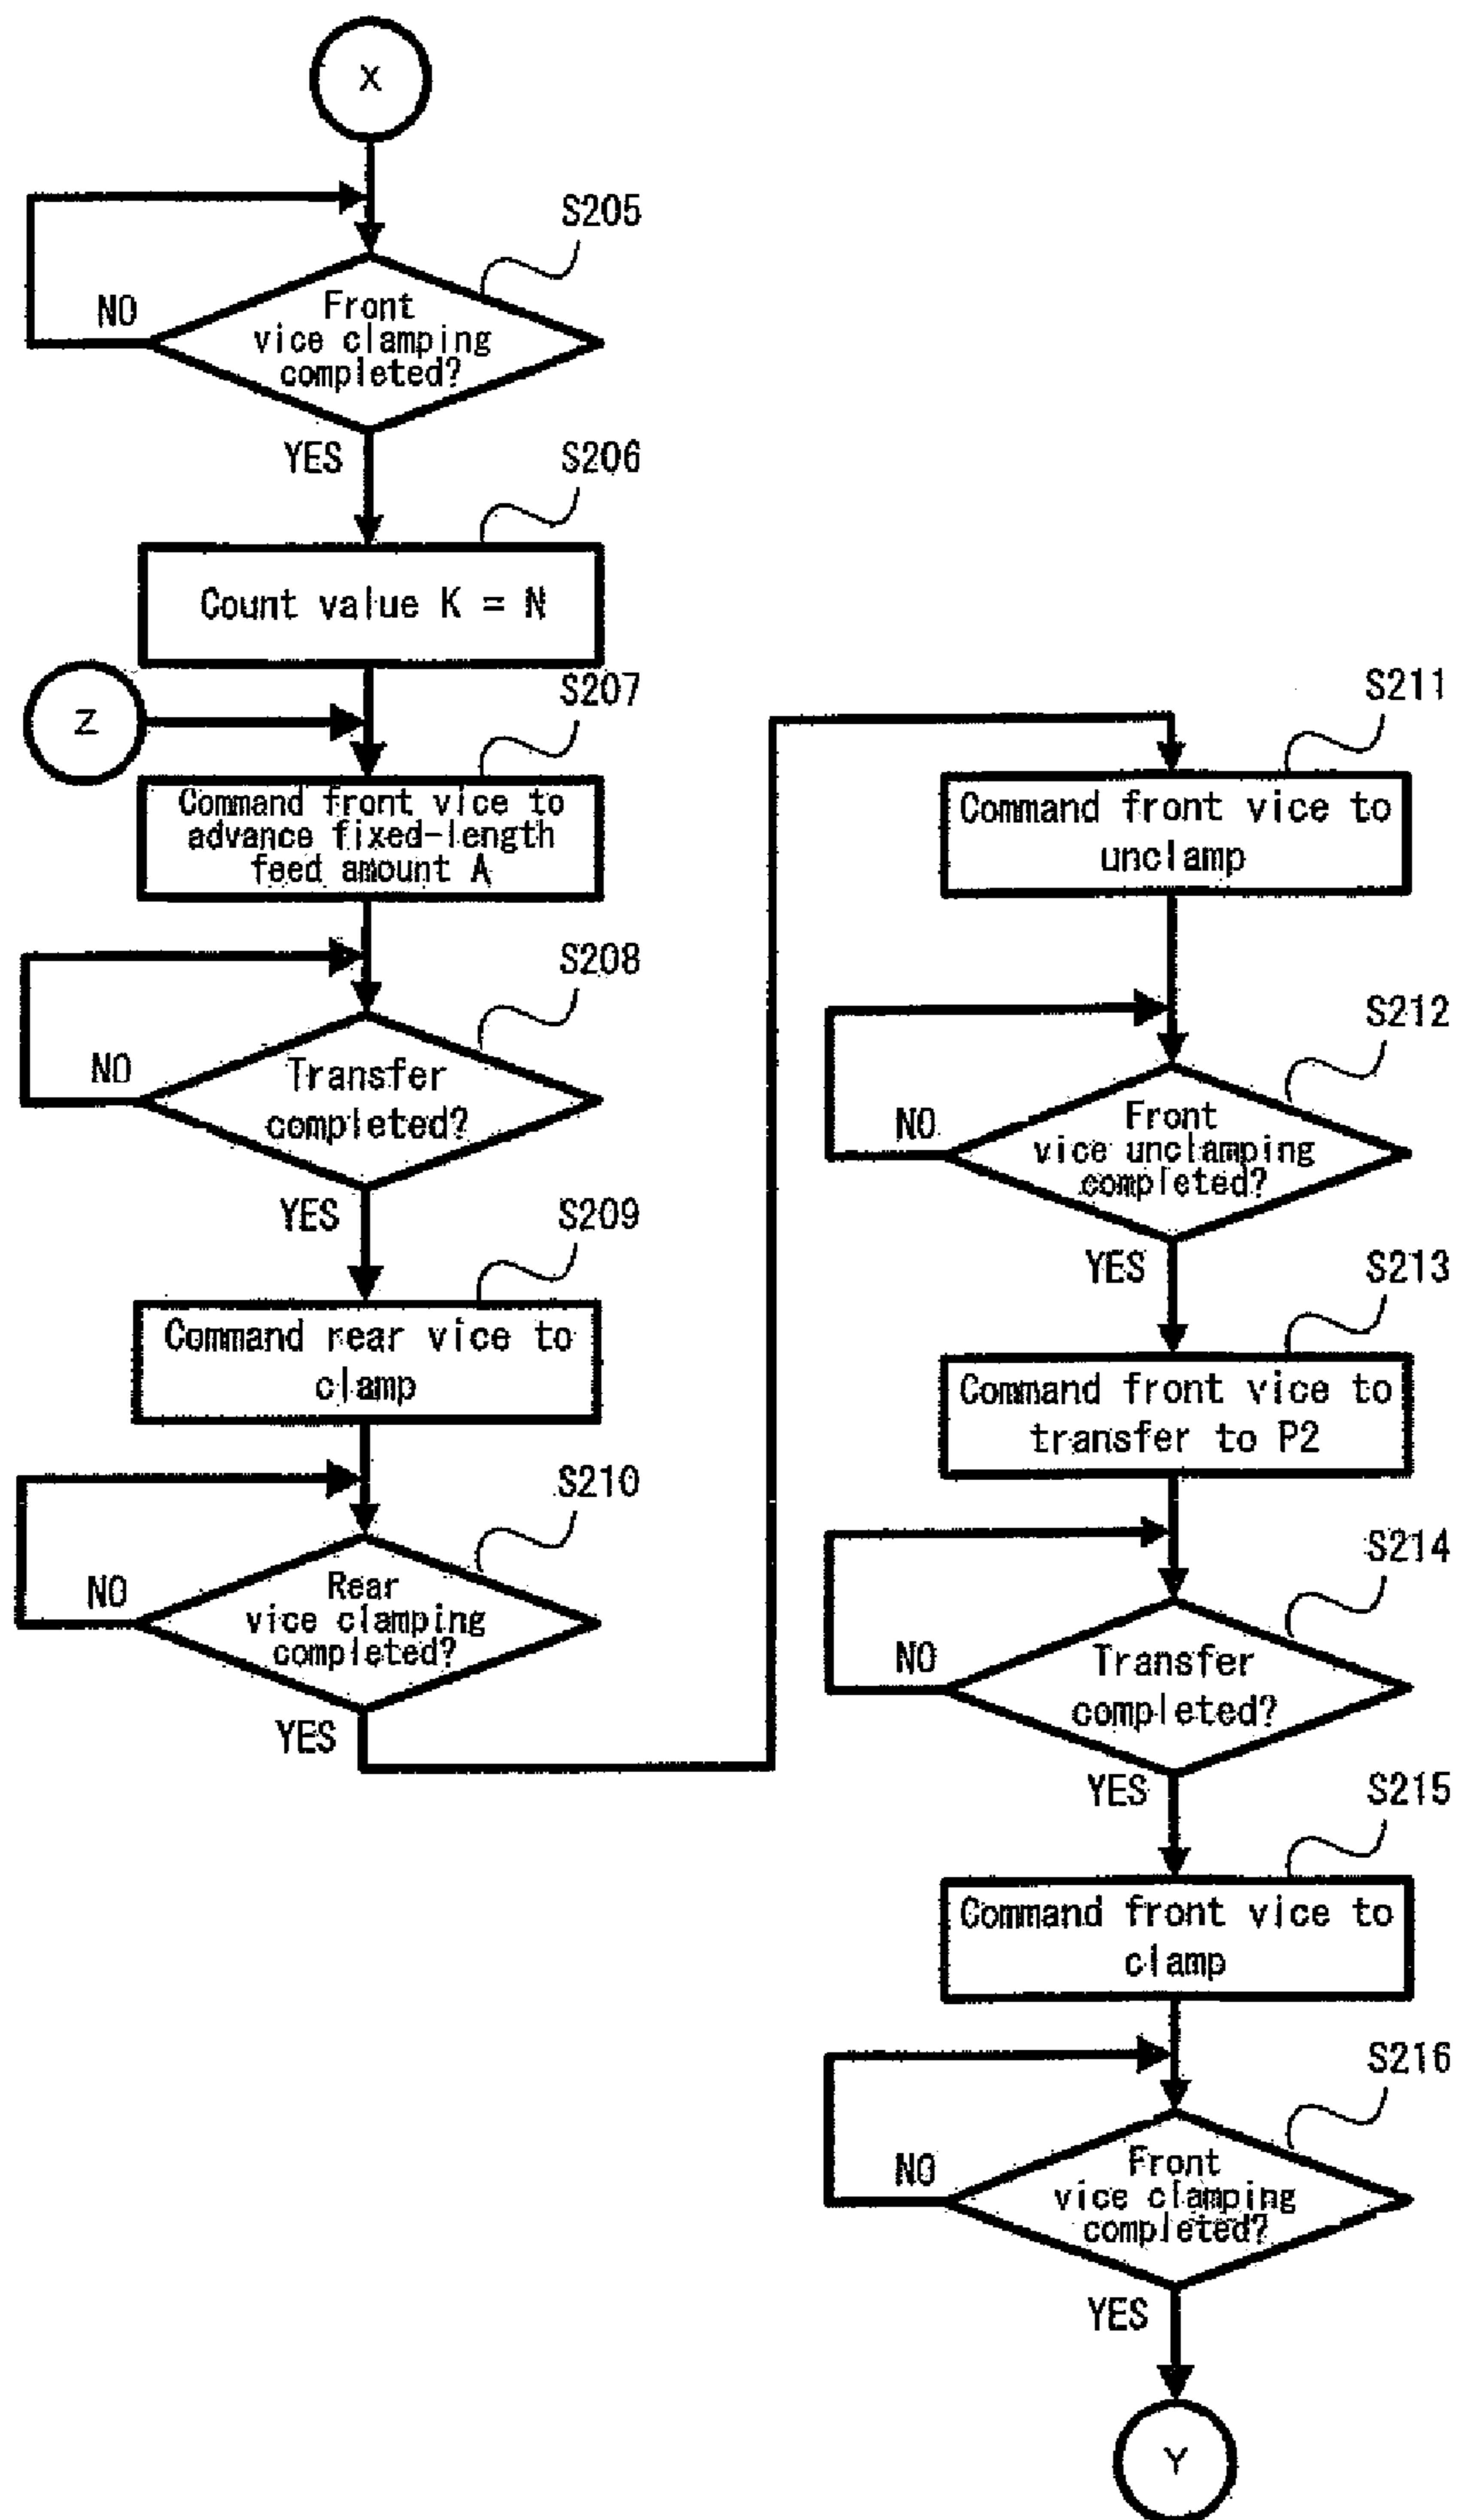 X
S205
NO
Front
vice clamping
completed?
YES
S206
Count value K = N
Z
S207
Command front vice to
advance fixed-length
feed amount A
S208
NO
Transfer
completed?
YES
S209
Command rear vice to
clamp
S210
NO
Rear
vice clamping
completed?
YES
S211
Command front vice to
unclamp
S212
NO
Front
vice unclamping
completed?
YES
S213
Command front vice to
transfer to P2
S214
NO
Transfer
completed?
YES
S215
Command front vice to
clamp
S216
NO
Front
vice clamping
completed?
YES
Y